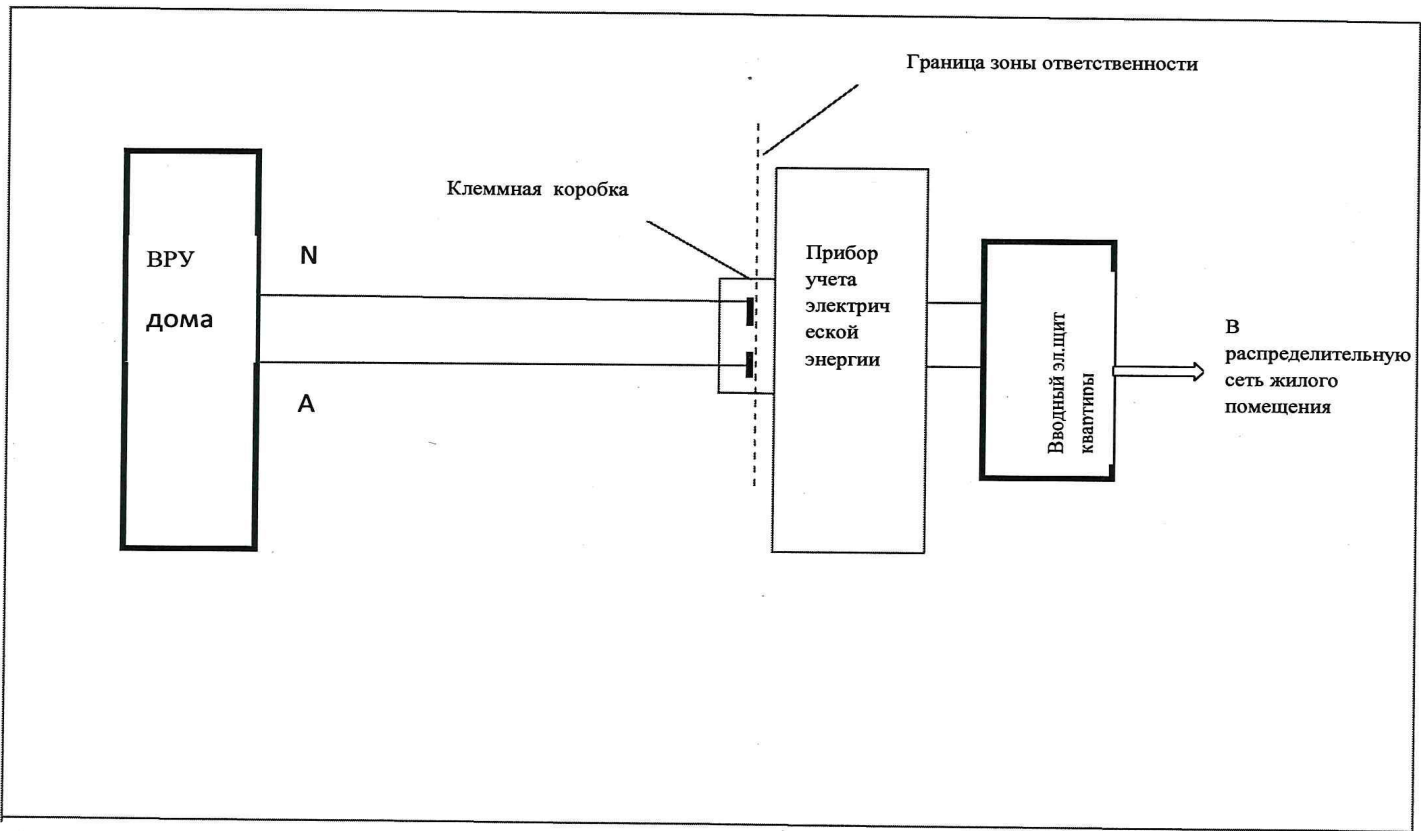 Граница зоны ответственности
Клеммная коробка
ВРУ
дома
N
A
Прибор
учета
электрич
еской
энергии
Вводный эл.щит
квартиры
В
распределительную
сеть жилого
помещения